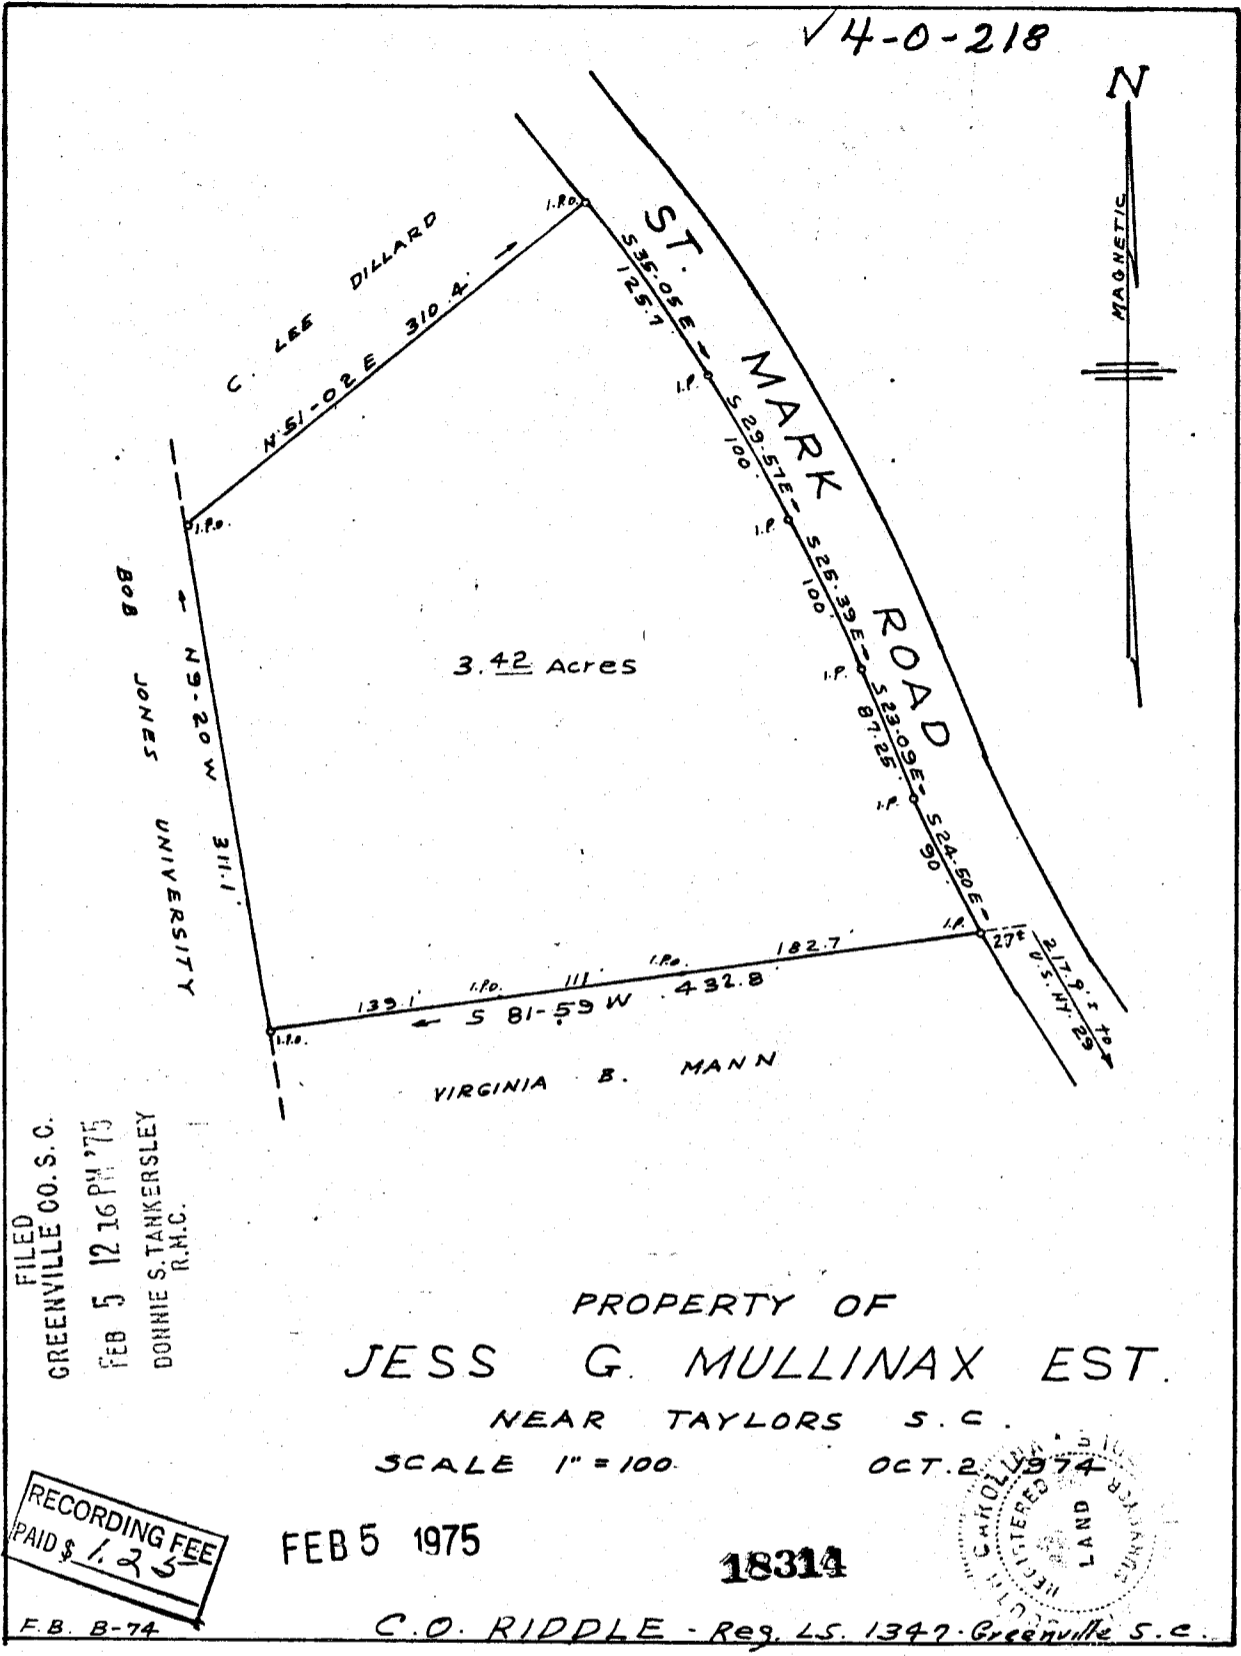 √ 4-0-218
N
MAGNETIC
I.P.O.
ST. MARK ROAD
C. LEE DILLARD
N 51-02 E 310.4'
S 35-05 E
125.7
I.P.
S 29-57 E
100'
I.P.
S 26-39 E
100'
I.P.
S 23-09 E
87.25'
I.P.
S 24-50 E
90'
I.P.
27±
217.9'± to
U.S. HY. 29
I.P.O.
BOB JONES UNIVERSITY
N 9-20 W 311.1'
3.42 Acres
139.1' I.P.O. 111' I.P.O. 182.7'
S 81-59 W 432.8'
I.P.O.
VIRGINIA B. MANN
FILED
GREENVILLE CO. S. C.
FEB 5 12 16 PM '75
DONNIE S. TANKERSLEY
R.M.C.
PROPERTY OF
JESS G. MULLINAX EST.
NEAR TAYLORS S.C.
SCALE 1" = 100' OCT. 2 1974
RECORDING FEE
PAID $ 1.25
FEB 5 1975
18314
SOUTH CAROLINA
REGISTERED
LAND
SURVEYOR
F.B. B-74
C.O. RIDDLE - Reg. LS. 1347 - Greenville S.C.